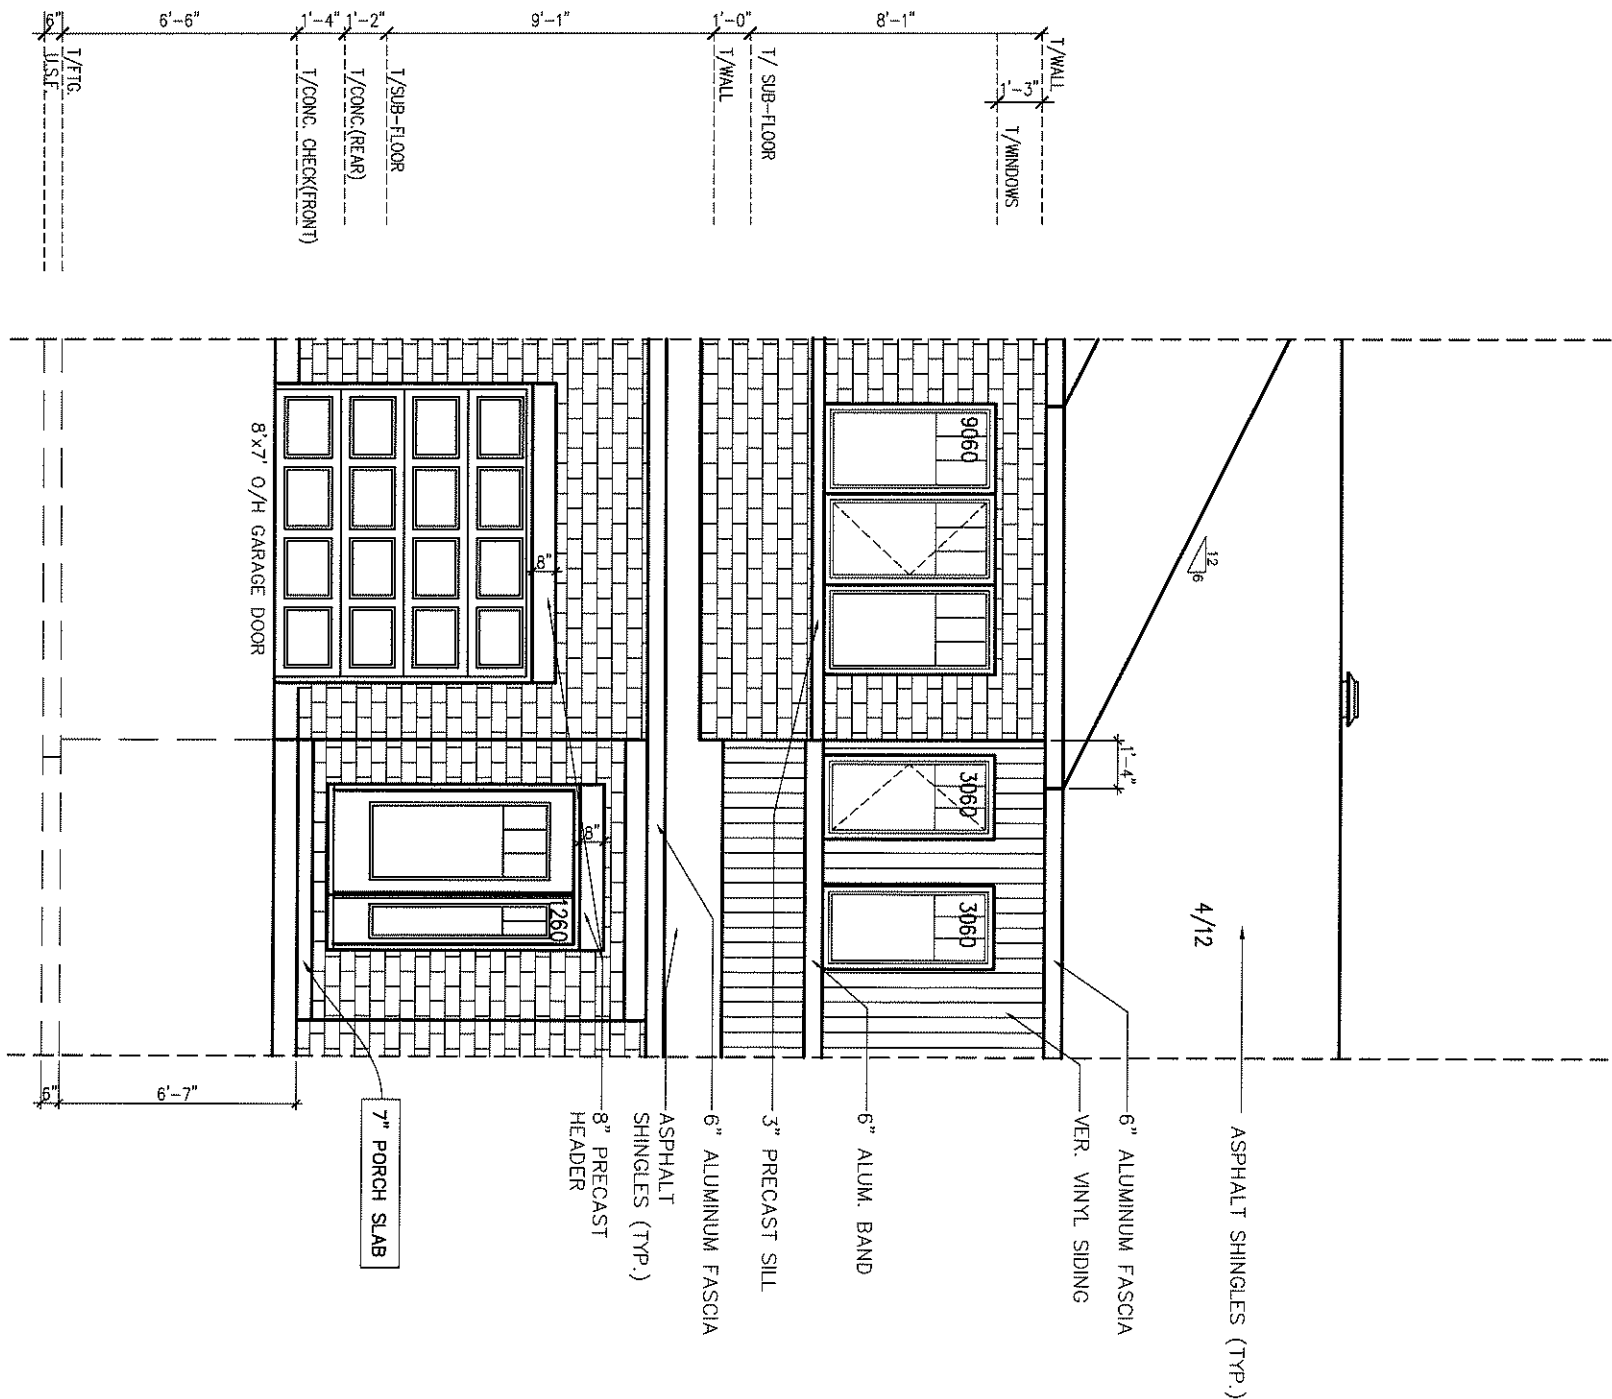 6"
6'-6"
1'-4"
1'-2"
9'-1"
1'-0"
8'-1"
1'-3"
U.S.F.
T/FTG.
T/CONC. CHECK(FRONT)
T/CONC.(REAR)
T/SUB-FLOOR
T/WALL
T/ SUB-FLOOR
T/WINDOWS
T/WALL
12
6
1'-4"
4/12
9060
3060
3060
8"
8"
1260
8'x7' O/H GARAGE DOOR
ASPHALT SHINGLES (TYP.)
6" ALUMINUM FASCIA
VER. VINYL SIDING
6" ALUM. BAND
3" PRECAST SILL
6" ALUMINUM FASCIA
ASPHALT
SHINGLES (TYP.)
8" PRECAST
HEADER
7" PORCH SLAB
6'-7"
6"